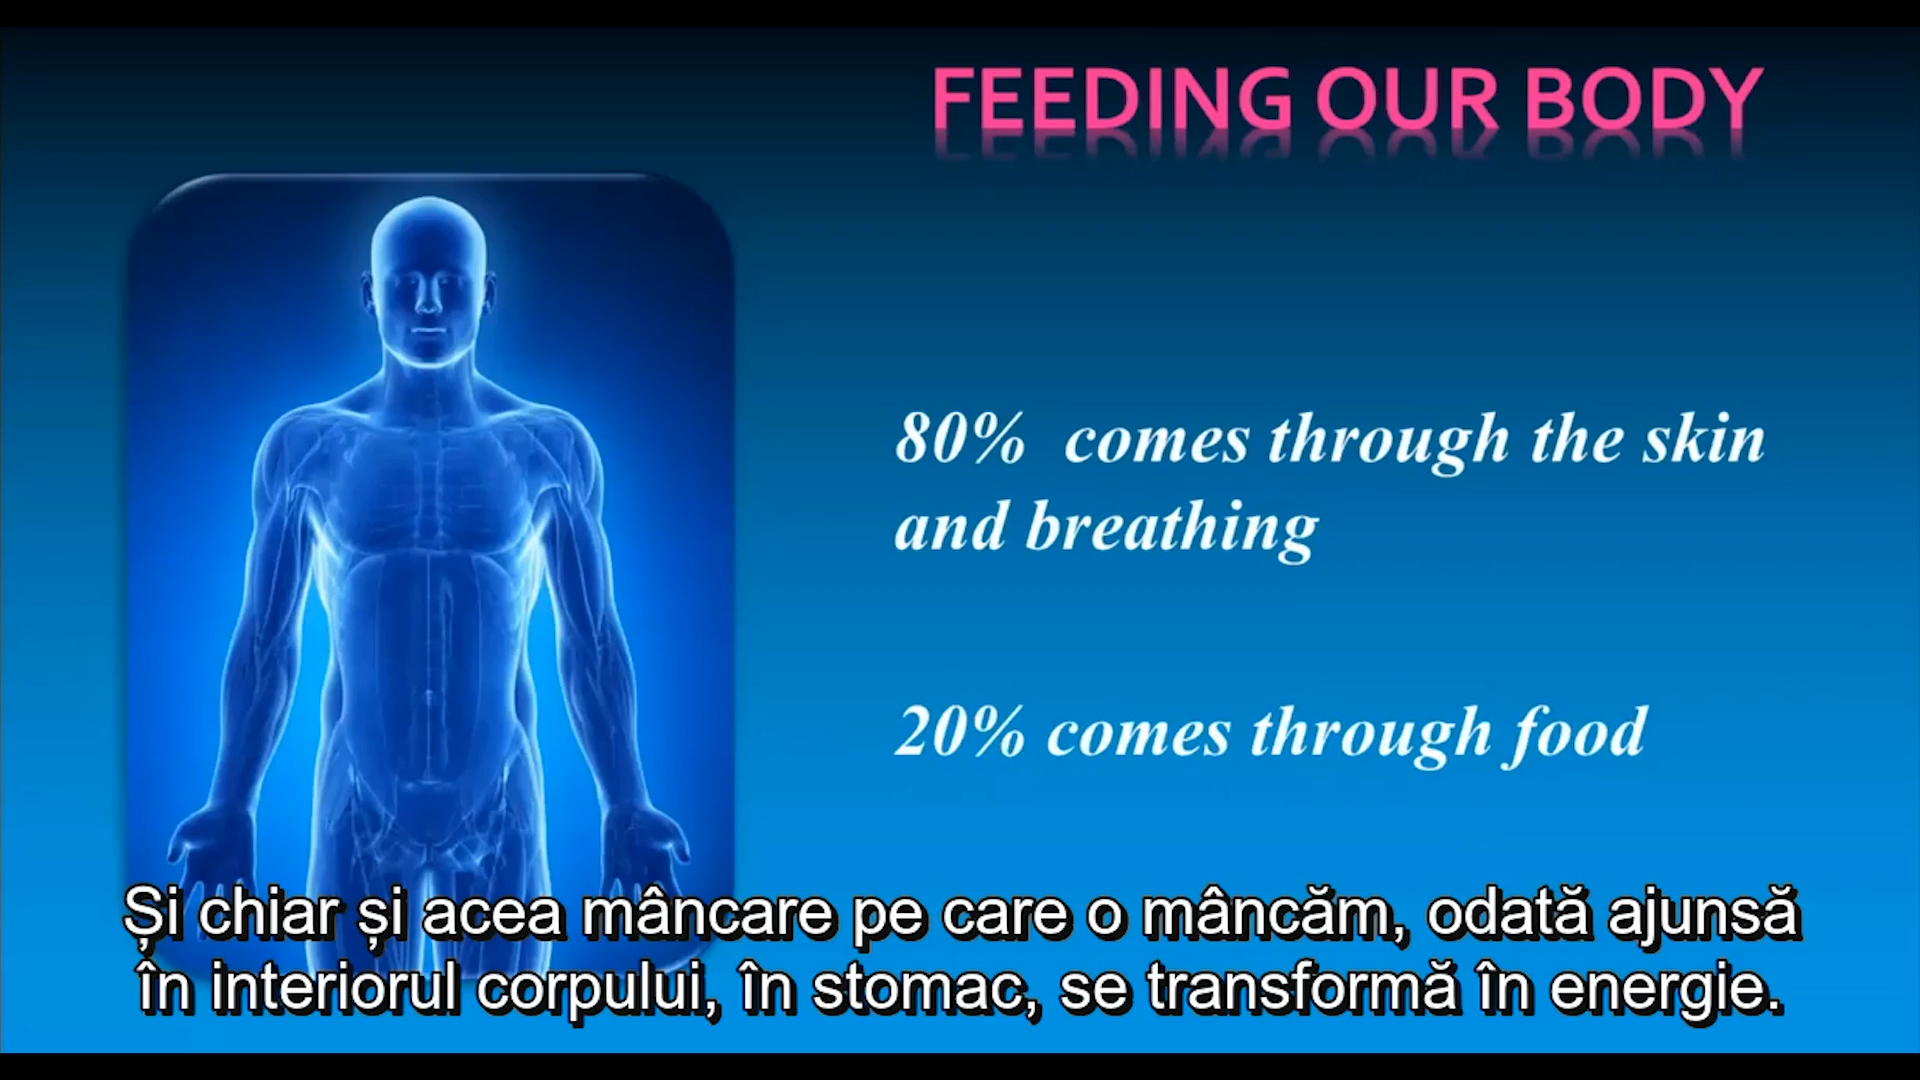 FEEDING OUR BODY
80% comes through the skin
and breathing
20% comes through food
Și chiar și acea mâncare pe care o mâncăm, odată ajunsă
în interiorul corpului, în stomac, se transformă în energie.